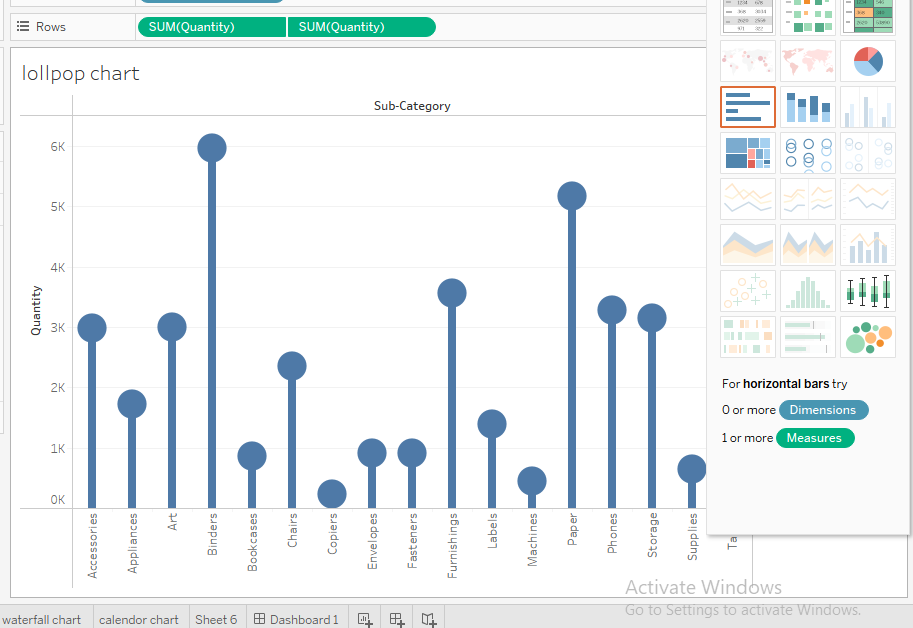 Rows
SUM(Quantity)
SUM(Quantity)
lollpop chart
Sub-Category
Quantity
6K
5K
4K
3K
2K
1K
0K
Accessories
Appliances
Art
Binders
Bookcases
Chairs
Copiers
Envelopes
Fasteners
Furnishings
Labels
Machines
Paper
Phones
Storage
Supplies
Ta
For horizontal bars try
0 or more Dimensions
1 or more Measures
Activate Windows
Go to Settings to activate Windows.
waterfall chart
calendor chart
Sheet 6
Dashboard 1